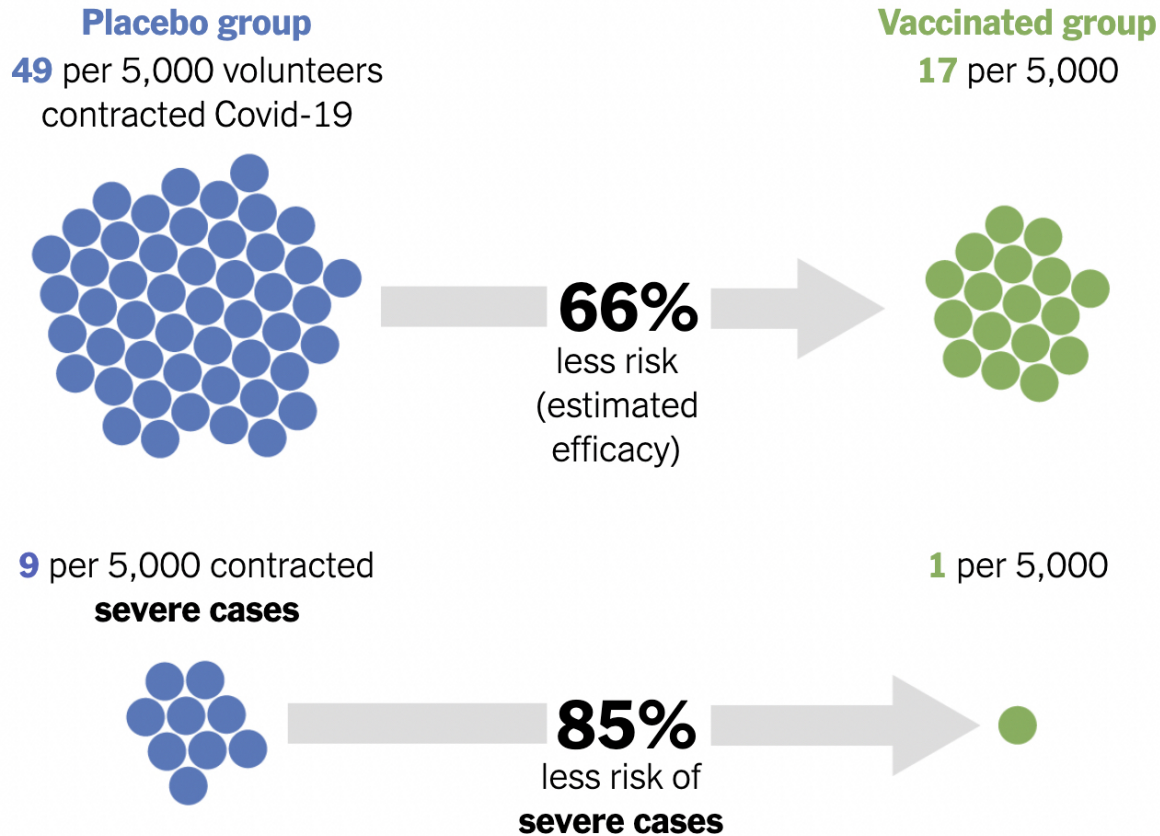 Placebo group
49 per 5,000 volunteers
contracted Covid-19
Vaccinated group
17 per 5,000
66%
less risk
(estimated
efficacy)
9 per 5,000 contracted
severe cases
1 per 5,000
85%
less risk of
severe cases